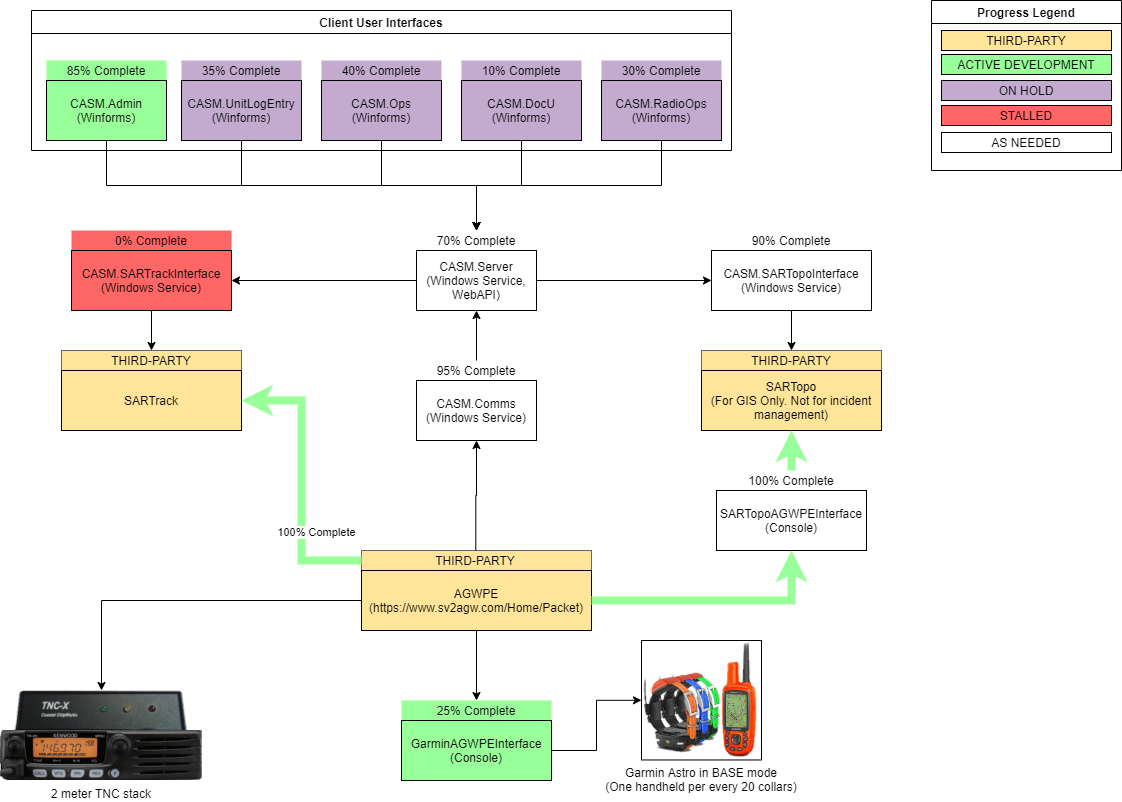 Client User Interfaces
85% Complete
CASM.Admin
(Winforms)
35% Complete
CASM.UnitLogEntry
(Winforms)
40% Complete
CASM.Ops
(Winforms)
10% Complete
CASM.DocU
(Winforms)
30% Complete
CASM.RadioOps
(Winforms)
Progress Legend
THIRD-PARTY
ACTIVE DEVELOPMENT
ON HOLD
STALLED
AS NEEDED
0% Complete
CASM.SARTrackInterface
(Windows Service)
70% Complete
CASM.Server
(Windows Service,
WebAPI)
90% Complete
CASM.SARTopoInterface
(Windows Service)
THIRD-PARTY
SARTrack
95% Complete
CASM.Comms
(Windows Service)
THIRD-PARTY
SARTopo
(For GIS Only. Not for incident
management)
100% Complete
SARTopoAGWPEInterface
(Console)
100% Complete
THIRD-PARTY
AGWPE
(https://www.sv2agw.com/Home/Packet)
TNC-X
Coastal ChipWorks
KENWOOD
146.970
2 meter TNC stack
25% Complete
GarminAGWPEInterface
(Console)
Garmin Astro in BASE mode
(One handheld per every 20 collars)